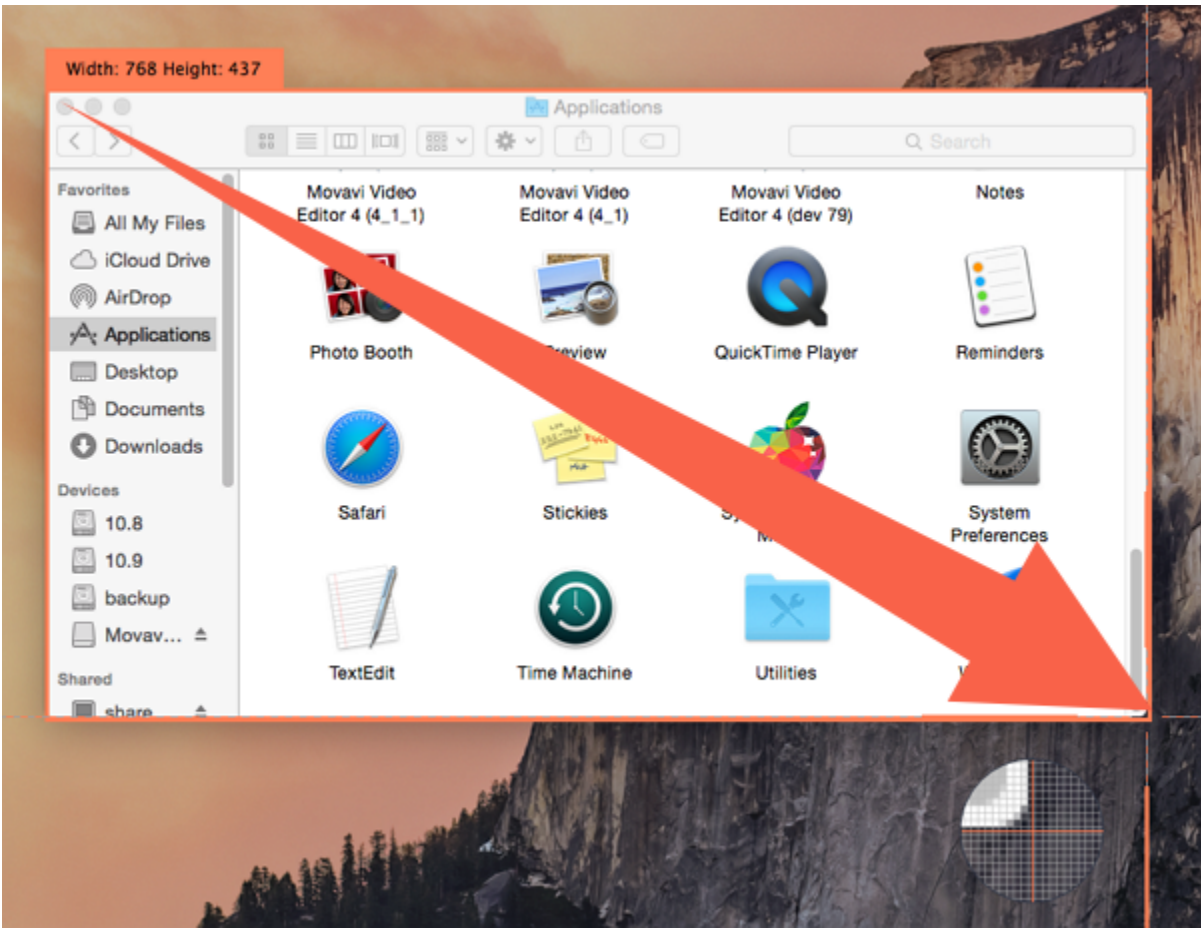 Width: 768 Height: 437
Applications
Search
Favorites
All My Files
iCloud Drive
AirDrop
Applications
Desktop
Documents
Downloads
Devices
10.8
10.9
backup
Movav...
Shared
share
Movavi Video
Editor 4 (4_1_1)
Movavi Video
Editor 4 (4_1)
Movavi Video
Editor 4 (dev 79)
Notes
Photo Booth
Preview
QuickTime Player
Reminders
Safari
Stickies
System
Preferences
TextEdit
Time Machine
Utilities